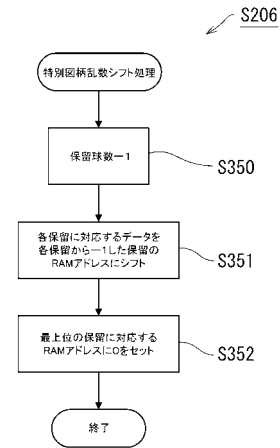 S206
特別図柄乱数シフト処理
保留球数ー1
S350
各保留に対応するデータを
各保留からー1した保留の
RAMアドレスにシフト
S351
最上位の保留に対応する
RAMアドレスに0をセット
S352
終了